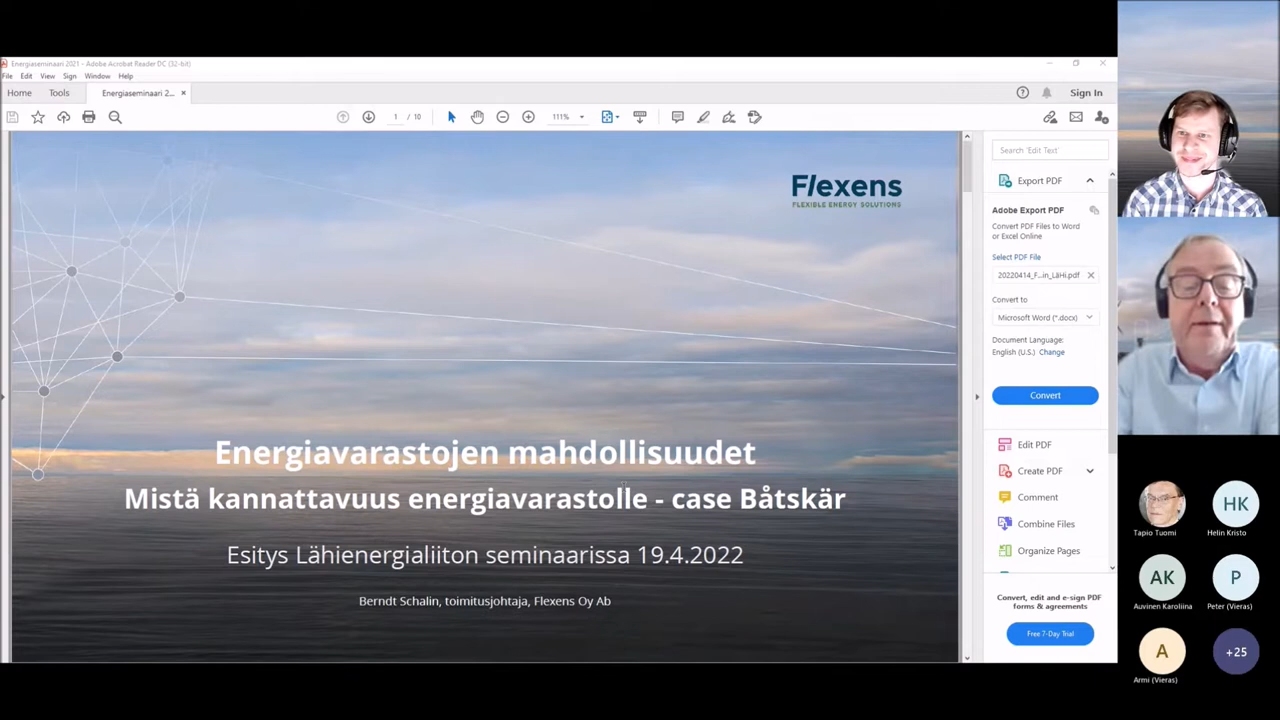 Energiaseminaari 2021 - Adobe Acrobat Reader DC (32-bit)
File Edit View Sign Window Help
Home Tools Energiaseminaari 2... × Sign In
1 / 10 111%
Flexens
FLEXIBLE ENERGY SOLUTIONS
Energiavarastojen mahdollisuudet
Mistä kannattavuus energiavarastolle - case Båtskär
Esitys Lähienergialiiton seminaarissa 19.4.2022
Berndt Schalin, toimitusjohtaja, Flexens Oy Ab
Search 'Edit Text'
Export PDF
Adobe Export PDF
Convert PDF Files to Word
or Excel Online
Select PDF File
20220414_F...in_LäHi.pdf
Convert to
Microsoft Word (*.docx)
Document Language:
English (U.S.) Change
Convert
Edit PDF
Create PDF
Comment
Combine Files
Organize Pages
Convert, edit and e-sign PDF
forms & agreements
Free 7-Day Trial
HK
Tapio Tuomi Helin Kristo
AK P
Auvinen Karoliina Peter (Vieras)
A +25
Armi (Vieras)